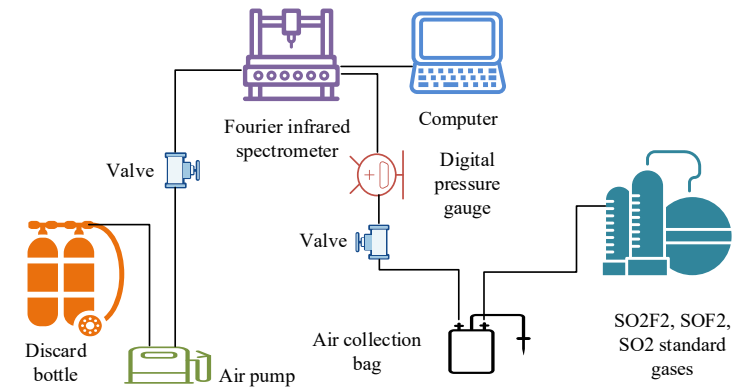 Fourier infrared
spectrometer
Computer
Valve
Digital
pressure
gauge
Valve
Discard
bottle
Air pump
Air collection
bag
SO2F2, SOF2,
SO2 standard
gases